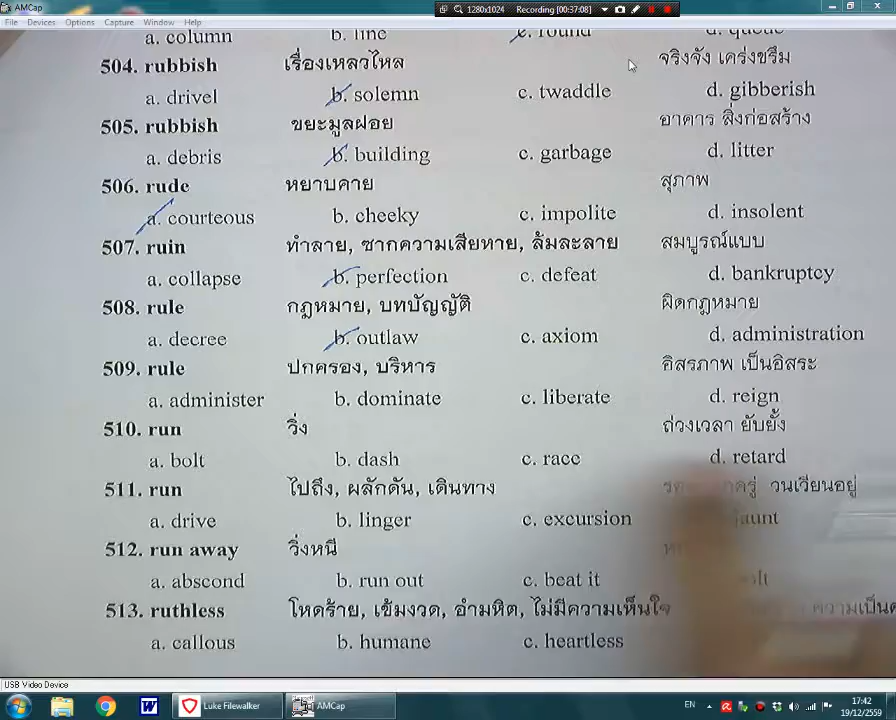 AMCap
1280x1024 Recording [00:37:08]
File Devices Options Capture Window Help
a. column b. line c. round d. queue
504. rubbish เรื่องเหลวไหล จริงจัง เคร่งขรึม
a. drivel b. solemn c. twaddle d. gibberish
505. rubbish ขยะมูลฝอย อาคาร สิ่งก่อสร้าง
a. debris b. building c. garbage d. litter
506. rude หยาบคาย สุภาพ
a. courteous b. cheeky c. impolite d. insolent
507. ruin ทำลาย, ซากความเสียหาย, ล้มละลาย สมบูรณ์แบบ
a. collapse b. perfection c. defeat d. bankruptcy
508. rule กฎหมาย, บทบัญญัติ ผิดกฎหมาย
a. decree b. outlaw c. axiom d. administration
509. rule ปกครอง, บริหาร อิสรภาพ เป็นอิสระ
a. administer b. dominate c. liberate d. reign
510. run วิ่ง ถ่วงเวลา ยับยั้ง
a. bolt b. dash c. race d. retard
511. run ไปถึง, ผลักดัน, เดินทาง วนเวียนอยู่
a. drive b. linger c. excursion
512. run away วิ่งหนี
a. abscond b. run out c. beat it
513. ruthless โหดร้าย, เข้มงวด, อำมหิต, ไม่มีความเห็นใจ
a. callous b. humane c. heartless
USB Video Device
Luke Filewalker AMCap EN 17:42
19/12/2559